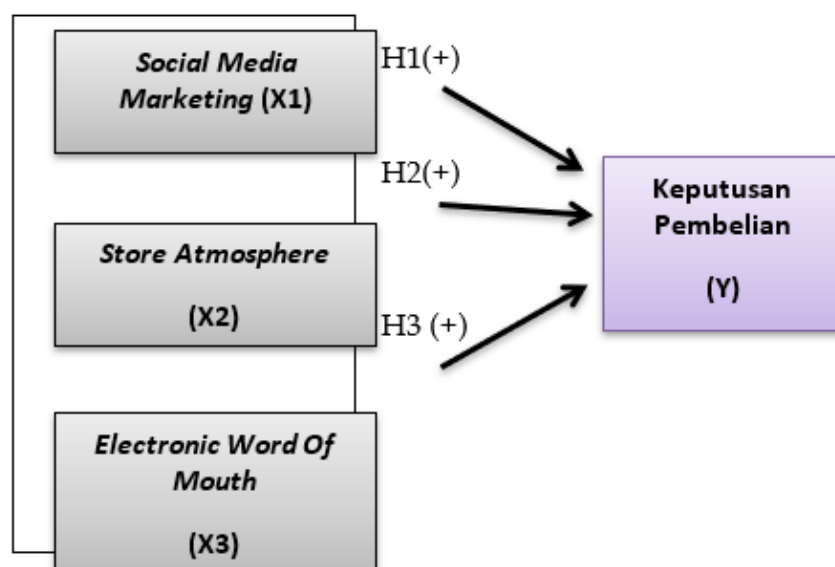 Social Media
Marketing (X1)
H1(+)
H2(+)
Store Atmosphere
(X2)
H3 (+)
Electronic Word Of
Mouth
(X3)
Keputusan
Pembelian
(Y)